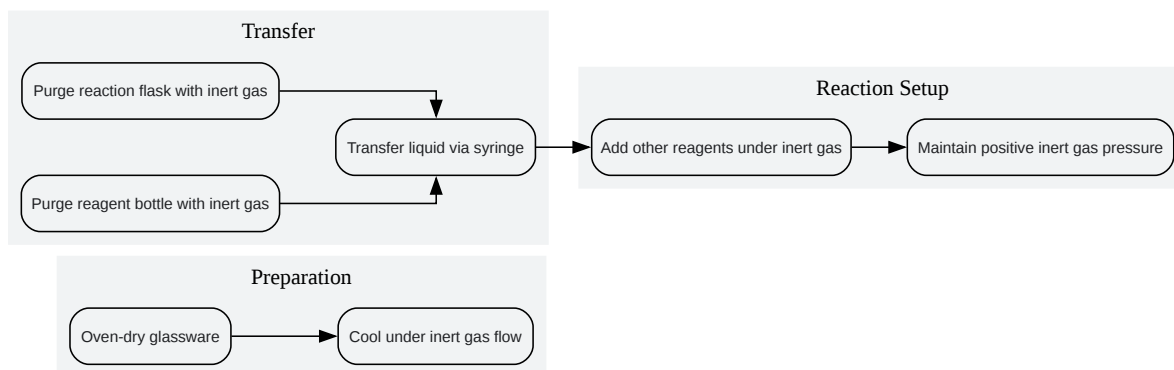 Transfer
Purge reaction flask with inert gas
Transfer liquid via syringe
Purge reagent bottle with inert gas
Reaction Setup
Add other reagents under inert gas
Maintain positive inert gas pressure
Preparation
Oven-dry glassware
Cool under inert gas flow